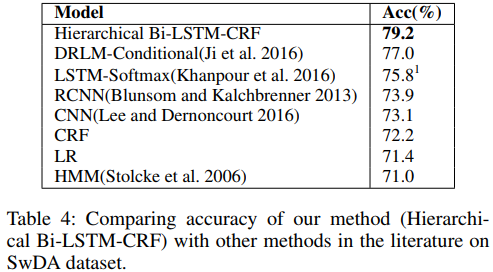 Model Acc(%)
Hierarchical Bi-LSTM-CRF 79.2
DRLM-Conditional(Ji et al. 2016) 77.0
LSTM-Softmax(Khanpour et al. 2016) 75.8¹
RCNN(Blunsom and Kalchbrenner 2013) 73.9
CNN(Lee and Dernoncourt 2016) 73.1
CRF 72.2
LR 71.4
HMM(Stolcke et al. 2006) 71.0
Table 4: Comparing accuracy of our method (Hierarchi-
cal Bi-LSTM-CRF) with other methods in the literature on
SwDA dataset.